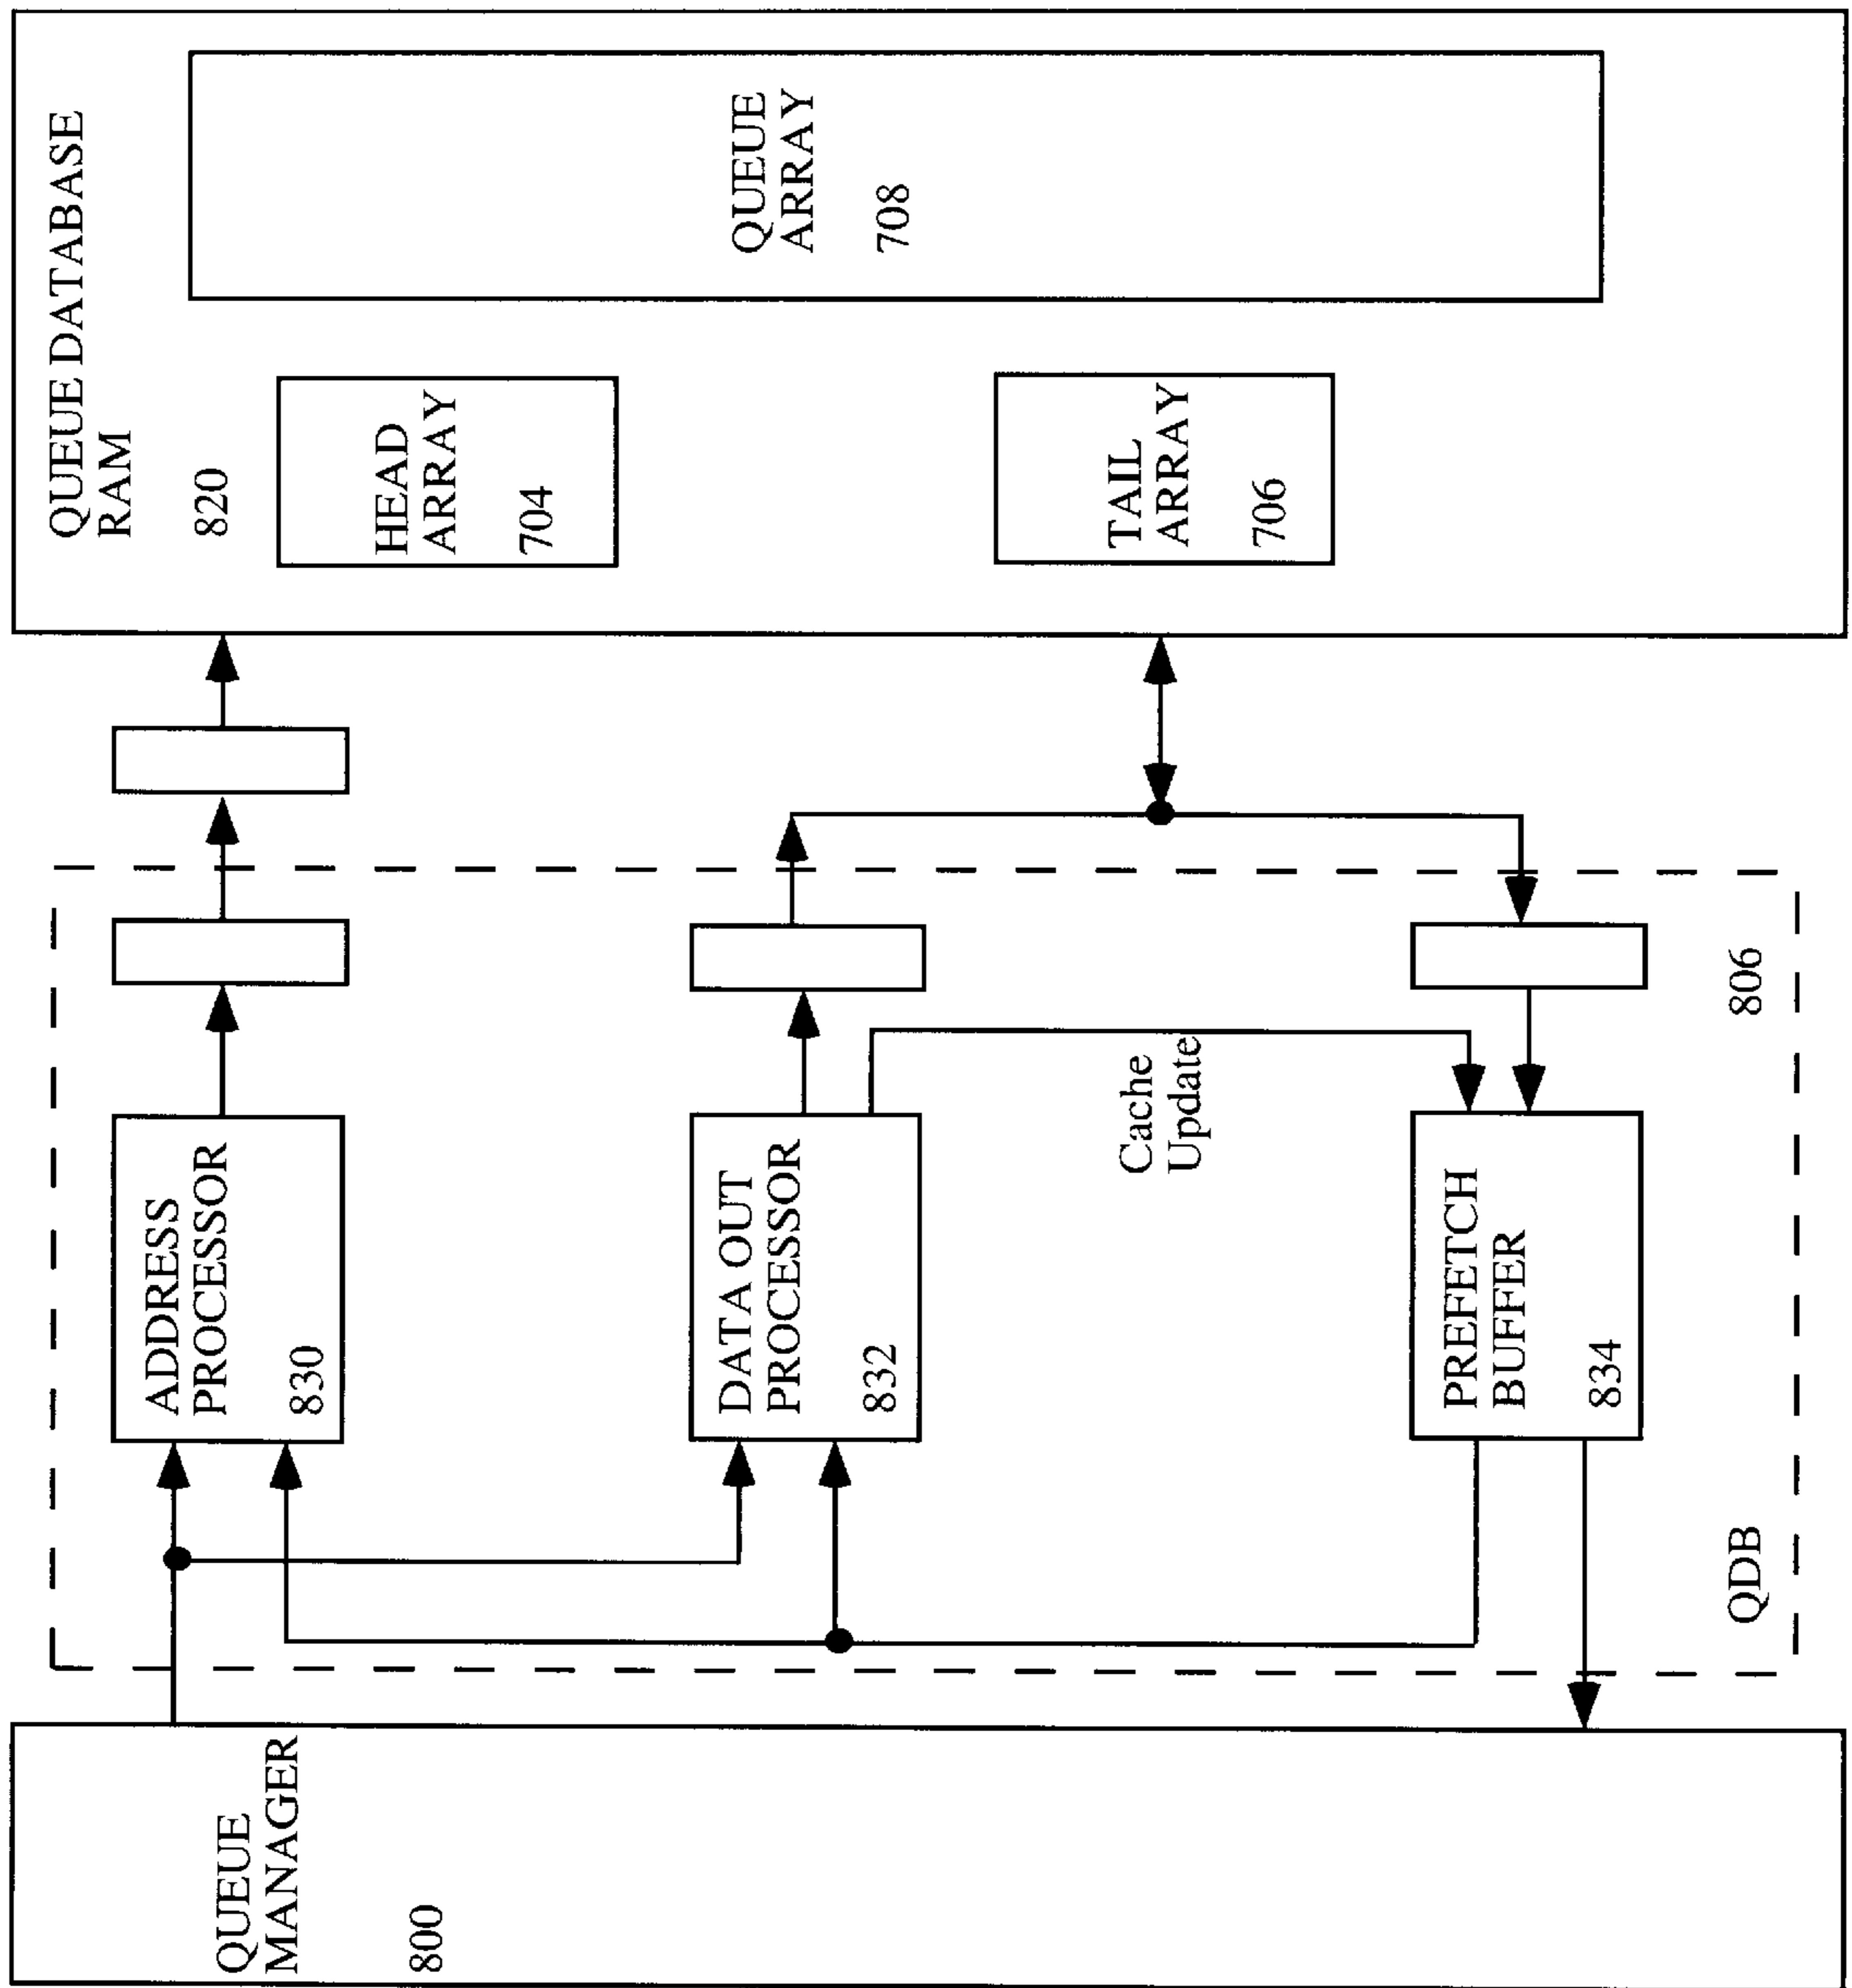 QUEUE
MANAGER
800
ADDRESS
PROCESSOR
830
DATA OUT
PROCESSOR
832
Cache
Update
PREFETCH
BUFFER
834
QDB
806
QUEUE DATABASE
RAM
820
HEAD
ARRAY
704
TAIL
ARRAY
706
QUEUE
ARRAY
708